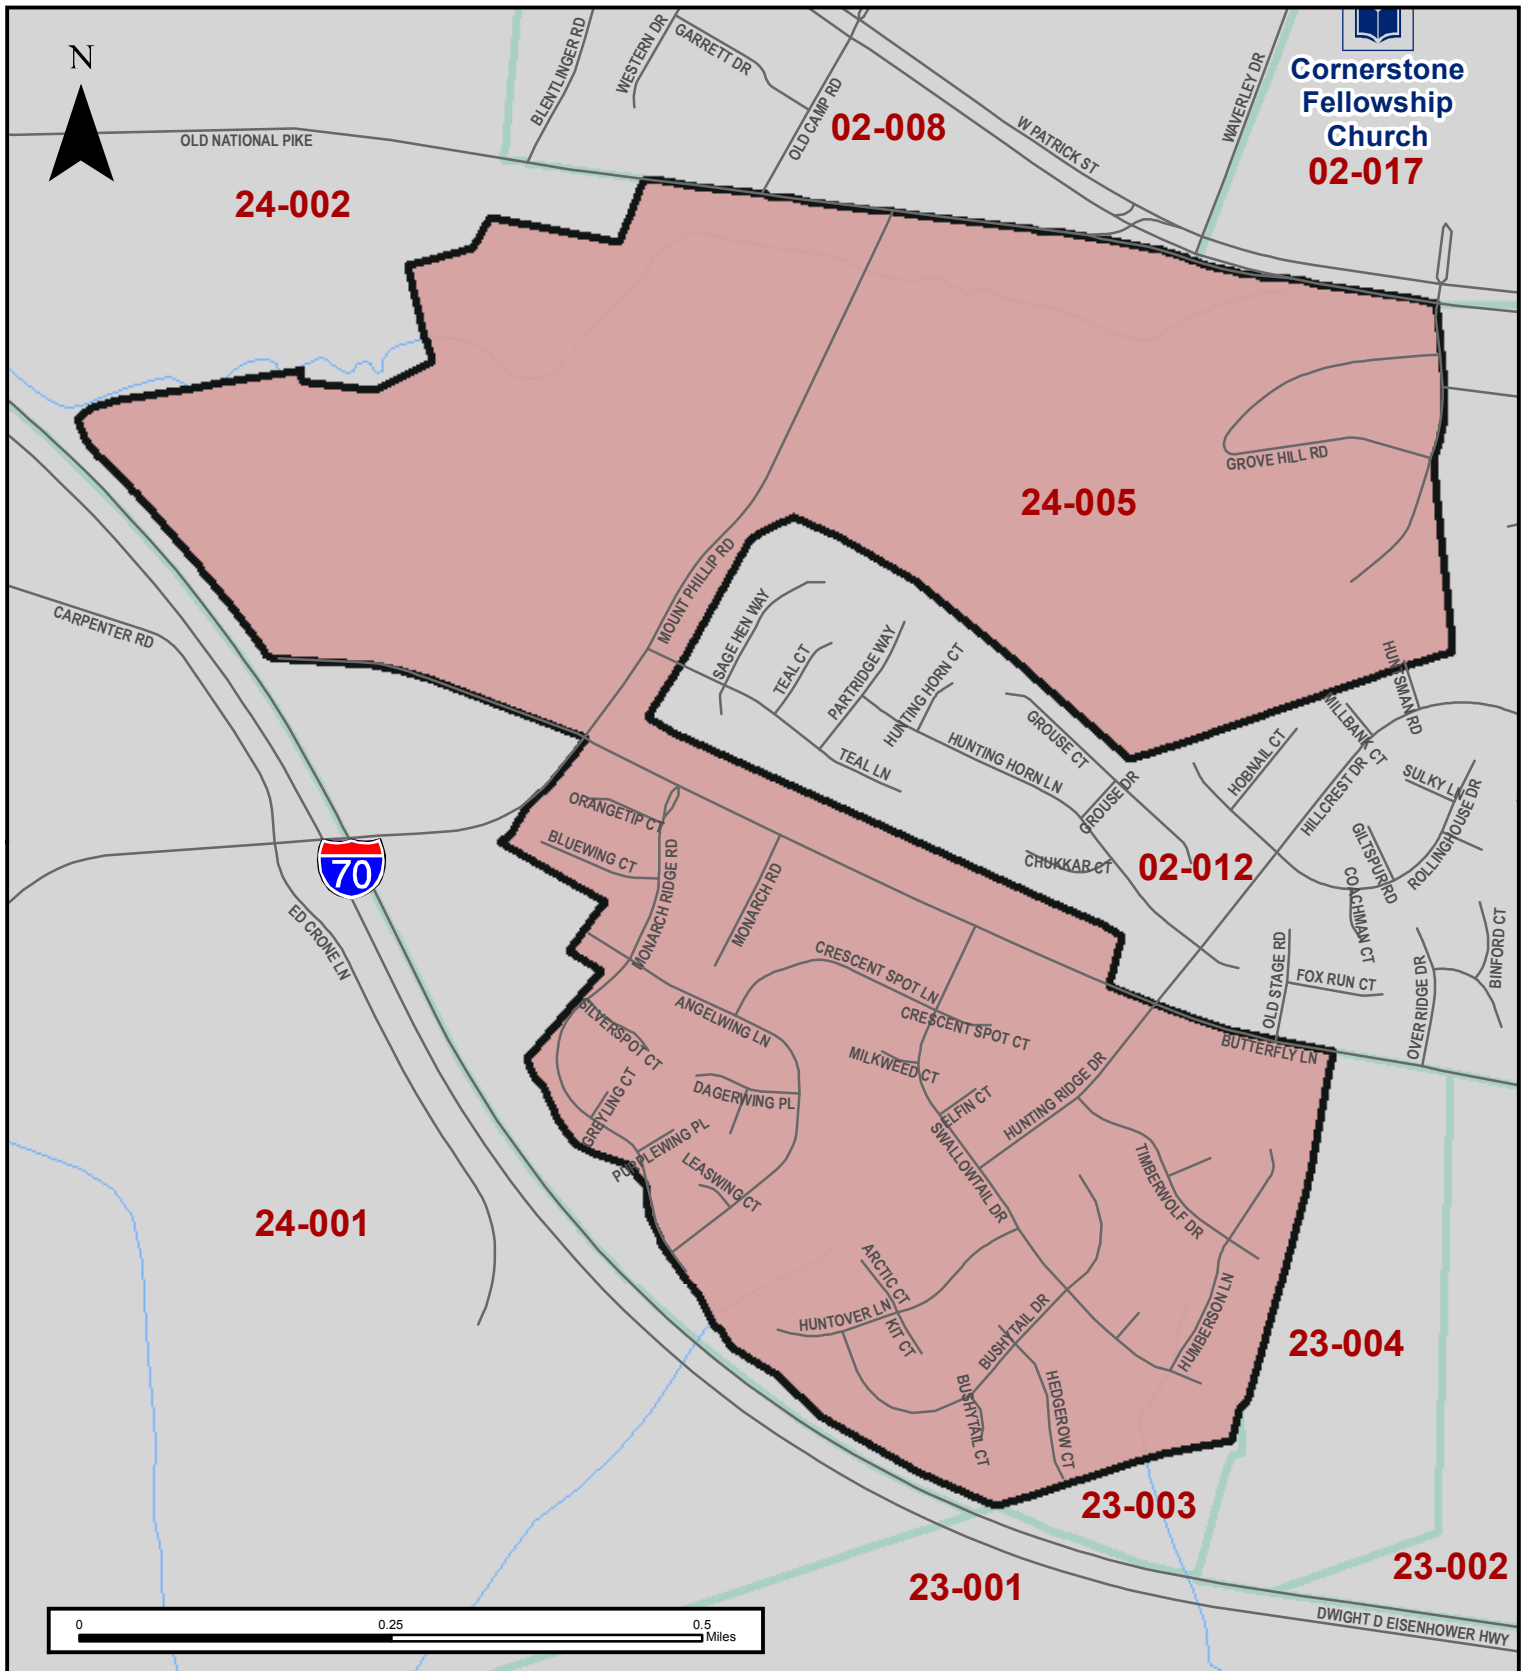 N
BLENTLINGER RD
WESTERN DR
GARRETT DR
OLD CAMP RD
W PATRICK ST
WAVERLEY DR
Cornerstone
Fellowship
Church
02-008
02-017
OLD NATIONAL PIKE
24-002
GROVE HILL RD
24-005
MOUNT PHILLIP RD
CARPENTER RD
SAGE HEN WAY
TEAL CT
PARTRIDGE WAY
HUNTING HORN CT
GROUSE CT
HUNTING HORN LN
TEAL LN
GROUSE DR
HUNTSMAN RD
MILLBANK CT
HOBNAIL CT
HILLCREST DR
SULKY LN
ROLLINGHOUSE DR
GILTSPUR RD
COACHMAN CT
CHUKKAR CT
02-012
ORANGETIP CT
BLUEWING CT
MONARCH RIDGE RD
MONARCH RD
70
ED CRONE LN
CRESCENT SPOT LN
CRESCENT SPOT CT
OLD STAGE RD
FOX RUN CT
OVER RIDGE DR
BINFORD CT
BUTTERFLY LN
SILVERSPOT CT
ANGELWING LN
MILKWEED CT
ELFIN CT
HUNTING RIDGE DR
GREYLING CT
DAGERWING PL
PURPLEWING PL
LEASWING CT
SWALLOWTAIL DR
TIMBERWOLF DR
24-001
ARCTIC CT
HUNTOVER LN
KIT CT
BUSHYTAIL DR
HUMBERSON LN
23-004
BUSHYTAIL CT
HEDGEROW CT
23-003
23-002
23-001
DWIGHT D EISENHOWER HWY
0 0.25 0.5
Miles